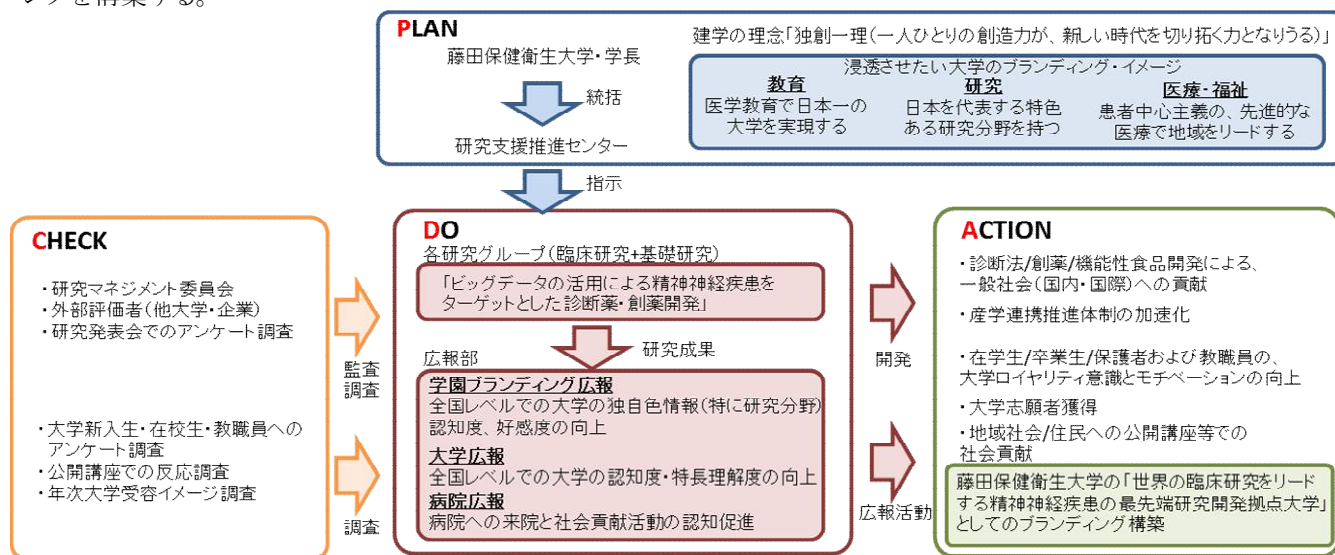 ングを構築する。
PLAN
藤田保健衛生大学・学長
統括
研究支援推進センター
指示
建学の理念「独創一理(一人ひとりの創造力が、新しい時代を切り拓く力となりうる)」
浸透させたい大学のブランディング・イメージ
教育
医学教育で日本一の
大学を実現する
研究
日本を代表する特色
ある研究分野を持つ
医療・福祉
患者中心主義の、先進的な
医療で地域をリードする
CHECK
・研究マネジメント委員会
・外部評価者(他大学・企業)
・研究発表会でのアンケート調査
・大学新入生・在校生・教職員への
アンケート調査
・公開講座での反応調査
・年次大学受容イメージ調査
監査
調査
調査
DO
各研究グループ(臨床研究+基礎研究)
「ビッグデータの活用による精神神経疾患を
ターゲットとした診断薬・創薬開発」
研究成果
広報部
学園ブランディング広報
全国レベルでの大学の独自色情報(特に研究分野)
認知度、好感度の向上
大学広報
全国レベルでの大学の認知度・特長理解度の向上
病院広報
病院への来院と社会貢献活動の認知促進
開発
広報活動
ACTION
・診断法/創薬/機能性食品開発による、
一般社会(国内・国際)への貢献
・産学連携推進体制の加速化
・在学生/卒業生/保護者および教職員の、
大学ロイヤリティ意識とモチベーションの向上
・大学志願者獲得
・地域社会/住民への公開講座等での
社会貢献
藤田保健衛生大学の「世界の臨床研究をリード
する精神神経疾患の最先端研究開発拠点大学」
としてのブランディング構築